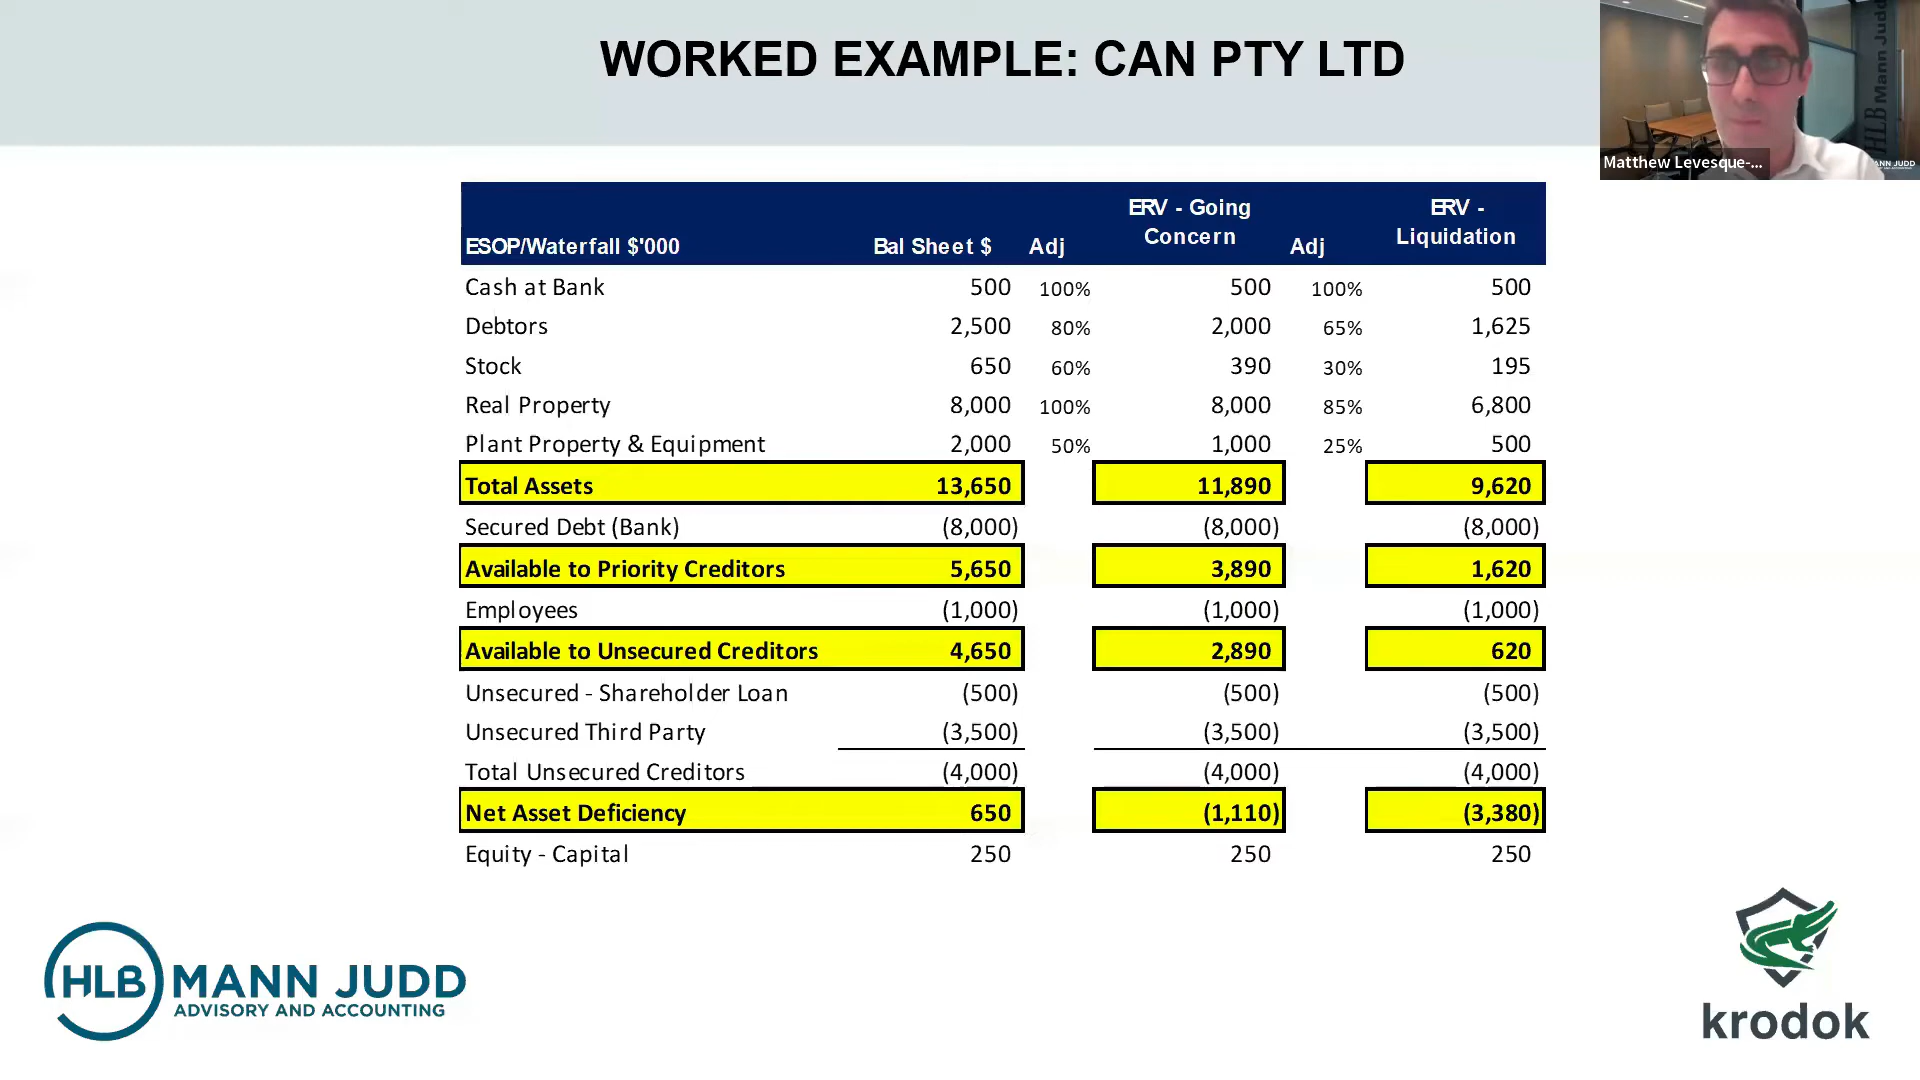 WORKED EXAMPLE: CAN PTY LTD
HLB Mann Judd
Matthew Levesque-...
ANN JUDD
ERV - Going ERV -
ESOP/Waterfall $'000 Bal Sheet $ Adj Concern Adj Liquidation
Cash at Bank 500 100% 500 100% 500
Debtors 2,500 80% 2,000 65% 1,625
Stock 650 60% 390 30% 195
Real Property 8,000 100% 8,000 85% 6,800
Plant Property & Equipment 2,000 50% 1,000 25% 500
Total Assets 13,650 11,890 9,620
Secured Debt (Bank) (8,000) (8,000) (8,000)
Available to Priority Creditors 5,650 3,890 1,620
Employees (1,000) (1,000) (1,000)
Available to Unsecured Creditors 4,650 2,890 620
Unsecured - Shareholder Loan (500) (500) (500)
Unsecured Third Party (3,500) (3,500) (3,500)
Total Unsecured Creditors (4,000) (4,000) (4,000)
Net Asset Deficiency 650 (1,110) (3,380)
Equity - Capital 250 250 250
HLB MANN JUDD
ADVISORY AND ACCOUNTING
krodok